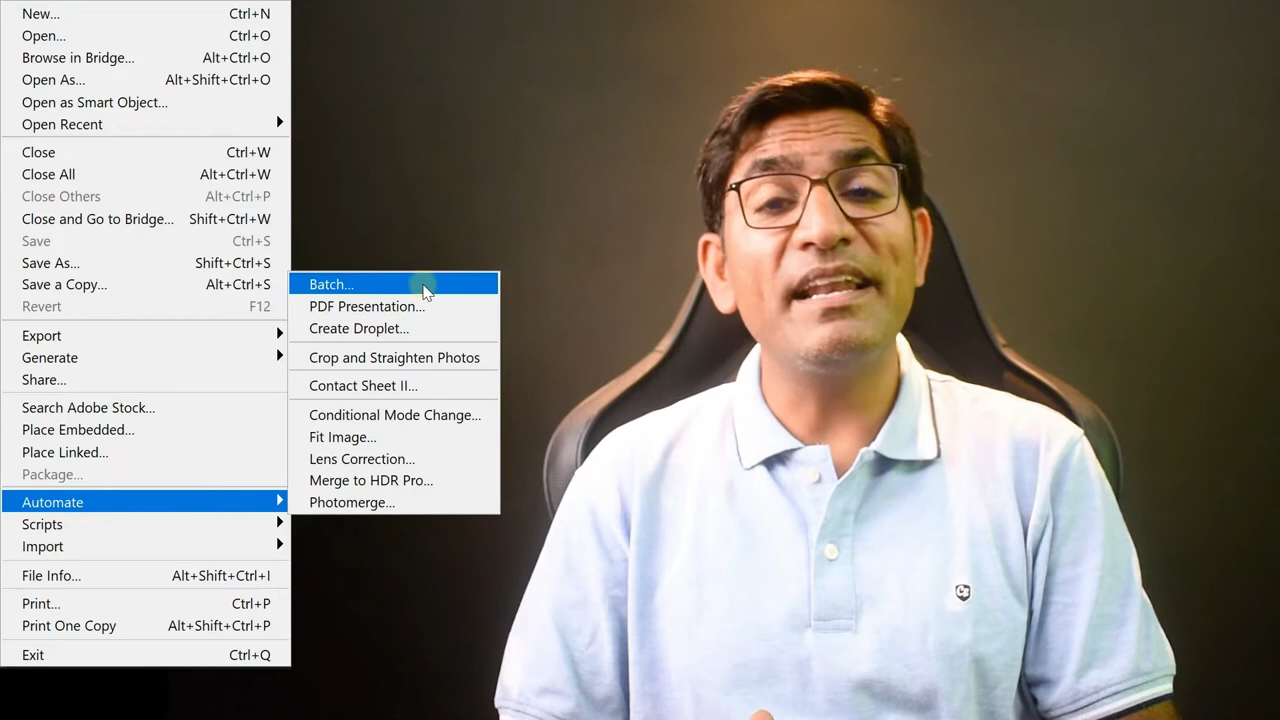 New... Ctrl+N
Open... Ctrl+O
Browse in Bridge... Alt+Ctrl+O
Open As... Alt+Shift+Ctrl+O
Open as Smart Object...
Open Recent
Close Ctrl+W
Close All Alt+Ctrl+W
Close Others Alt+Ctrl+P
Close and Go to Bridge... Shift+Ctrl+W
Save Ctrl+S
Save As... Shift+Ctrl+S
Save a Copy... Alt+Ctrl+S
Revert F12
Export
Generate
Share...
Search Adobe Stock...
Place Embedded...
Place Linked...
Package...
Automate
Scripts
Import
File Info... Alt+Shift+Ctrl+I
Print... Ctrl+P
Print One Copy Alt+Shift+Ctrl+P
Exit Ctrl+Q
Batch...
PDF Presentation...
Create Droplet...
Crop and Straighten Photos
Contact Sheet II...
Conditional Mode Change...
Fit Image...
Lens Correction...
Merge to HDR Pro...
Photomerge...